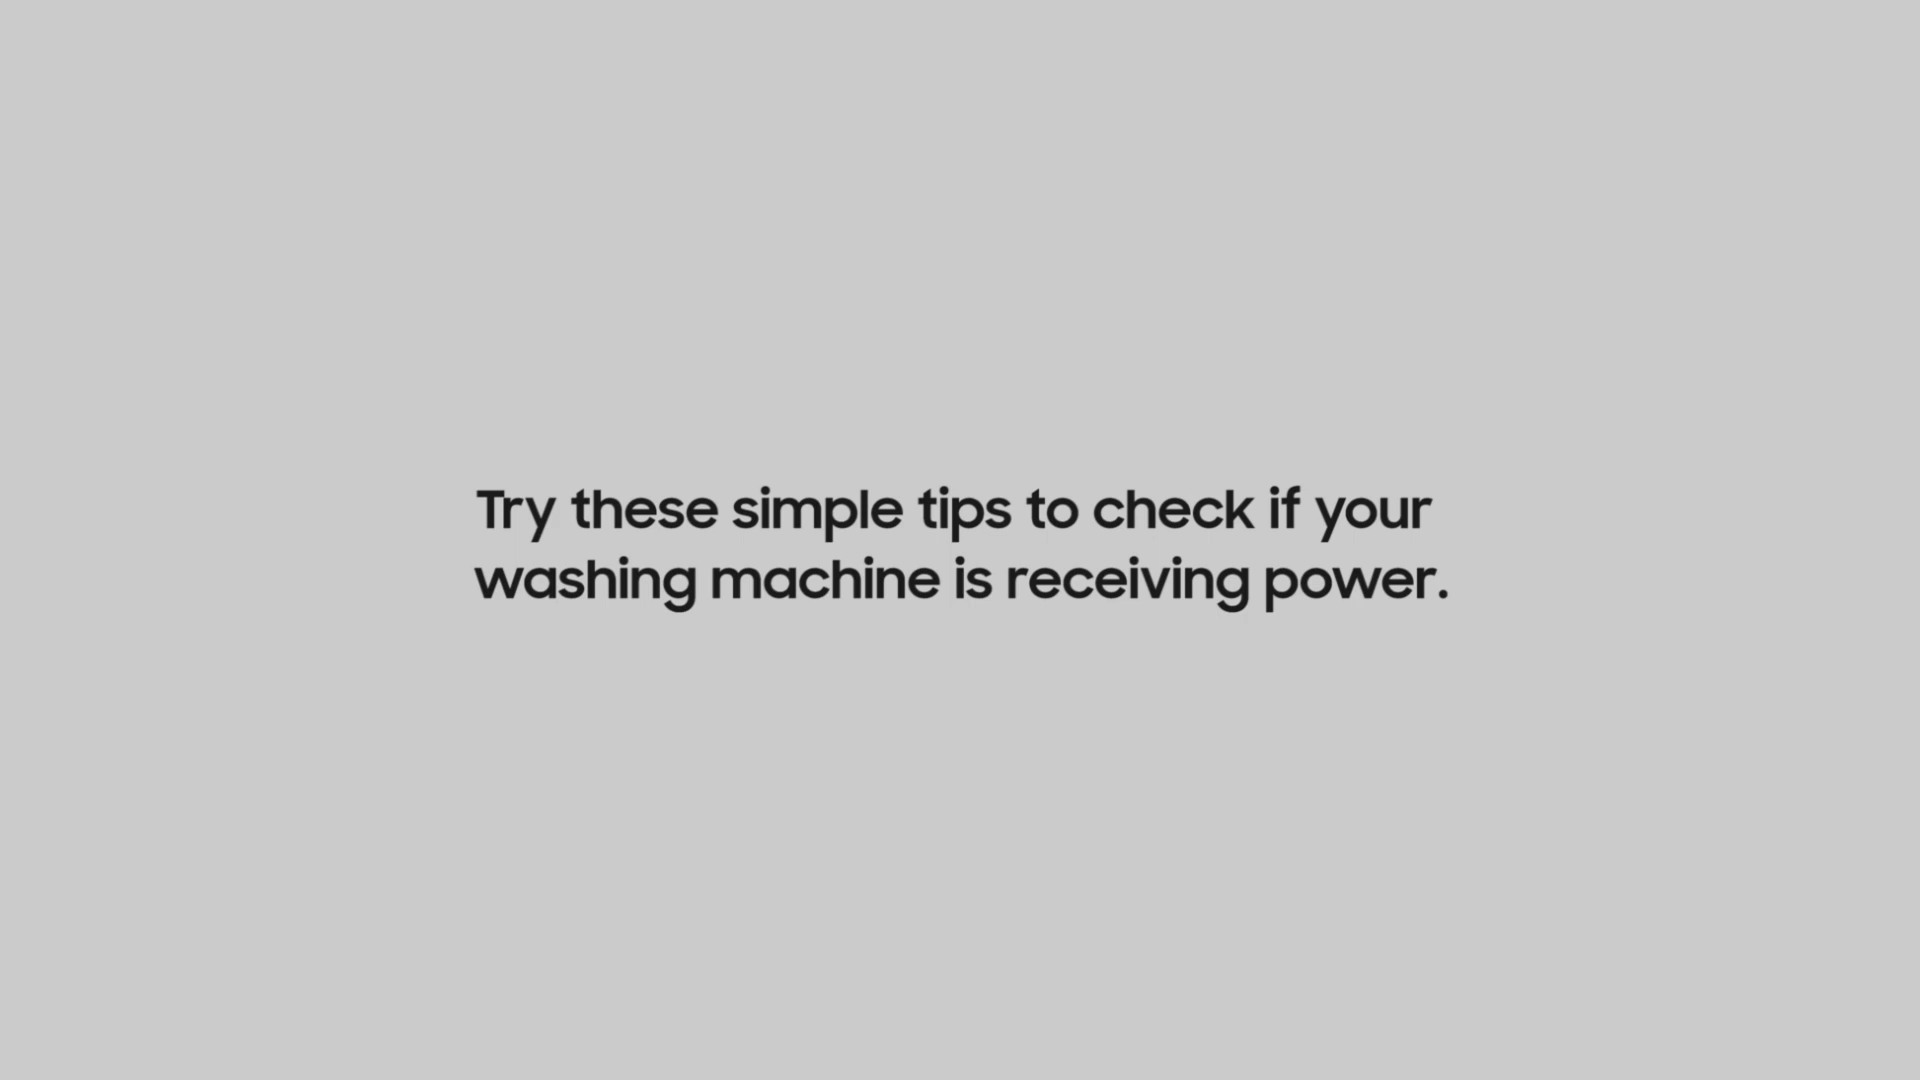 Try these simple tips to check if your
washing machine is receiving power.